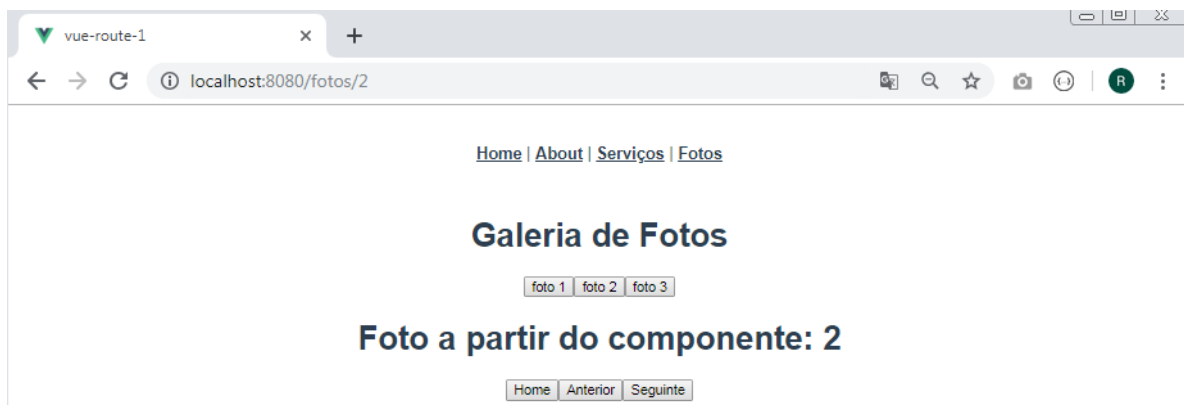 vue-route-1
localhost:8080/fotos/2
R
Home | About | Serviços | Fotos
Galeria de Fotos
foto 1 foto 2 foto 3
Foto a partir do componente: 2
Home Anterior Seguinte